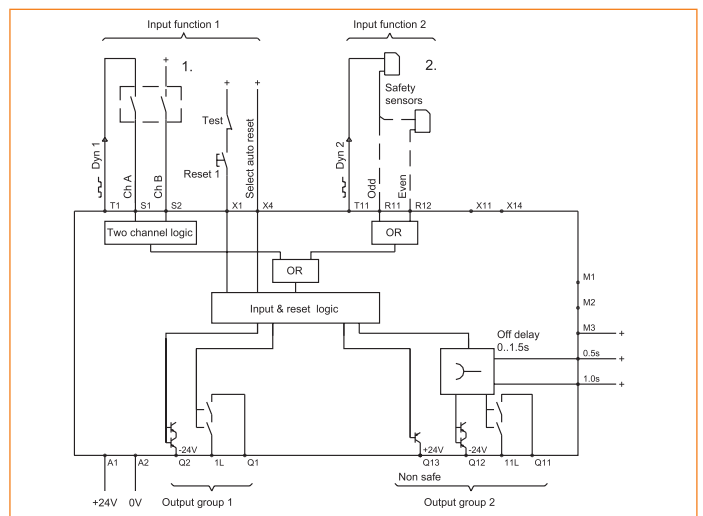 Input function 1
Input function 2
+
1.
2.
+
+
Safety
sensors
Test
Reset 1
Dyn 1
Ch A
Ch B
Select auto reset
Dyn 2
Odd
Even
T1
S1
S2
X1
X4
T11
R11
R12
X11
X14
Two channel logic
OR
OR
M1
M2
Input & reset logic
M3
+
Off delay
0..1.5s
0.5s
+
1.0s
+
-24V
+24V
-24V
A1
A2
Q2
1L
Q1
Q13
Q12
11L
Q11
Non safe
+24V
0V
Output group 1
Output group 2